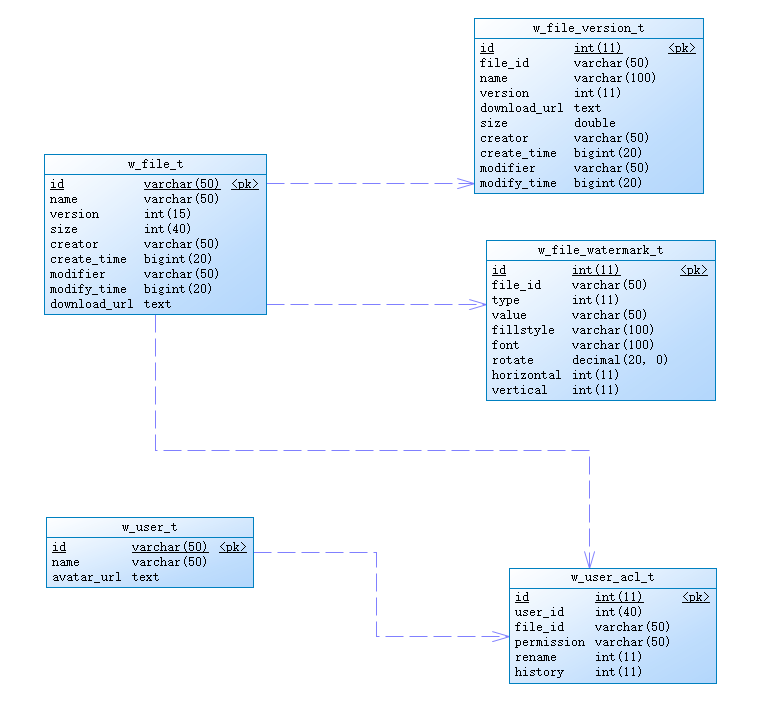 w_file_version_t
id int(11) <pk>
file_id varchar(50)
name varchar(100)
version int(11)
download_url text
size double
creator varchar(50)
create_time bigint(20)
modifier varchar(50)
modify_time bigint(20)
w_file_t
id varchar(50) <pk>
name varchar(50)
version int(15)
size int(40)
creator varchar(50)
create_time bigint(20)
modifier varchar(50)
modify_time bigint(20)
download_url text
w_file_watermark_t
id int(11) <pk>
file_id varchar(50)
type int(11)
value varchar(50)
fillstyle varchar(100)
font varchar(100)
rotate decimal(20, 0)
horizontal int(11)
vertical int(11)
w_user_t
id varchar(50) <pk>
name varchar(50)
avatar_url text
w_user_acl_t
id int(11) <pk>
user_id int(40)
file_id varchar(50)
permission varchar(50)
rename int(11)
history int(11)